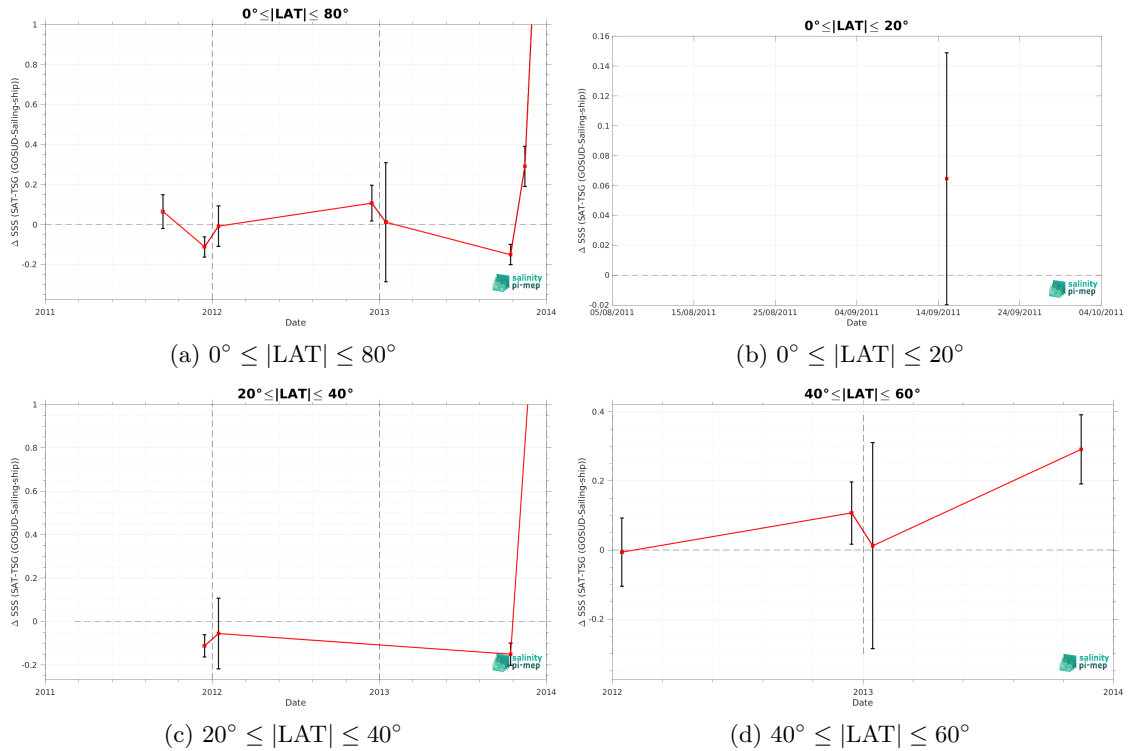 0°≤|LAT|≤ 80°
Δ SSS (SAT-TSG (GOSUD-Sailing-ship))
1
0.8
0.6
0.4
0.2
0
-0.2
2011
2012
2013
2014
Date
salinity
pi-mep
(a) 0° ≤ |LAT| ≤ 80°
0°≤|LAT|≤ 20°
Δ SSS (SAT-TSG (GOSUD-Sailing-ship))
0.16
0.14
0.12
0.1
0.08
0.06
0.04
0.02
0
-0.02
05/08/2011
15/08/2011
25/08/2011
04/09/2011
14/09/2011
24/09/2011
04/10/2011
Date
salinity
pi-mep
(b) 0° ≤ |LAT| ≤ 20°
20°≤|LAT|≤ 40°
Δ SSS (SAT-TSG (GOSUD-Sailing-ship))
1
0.8
0.6
0.4
0.2
0
-0.2
2011
2012
2013
2014
Date
salinity
pi-mep
(c) 20° ≤ |LAT| ≤ 40°
40°≤|LAT|≤ 60°
Δ SSS (SAT-TSG (GOSUD-Sailing-ship))
0.4
0.2
0
-0.2
2012
2013
2014
Date
salinity
pi-mep
(d) 40° ≤ |LAT| ≤ 60°